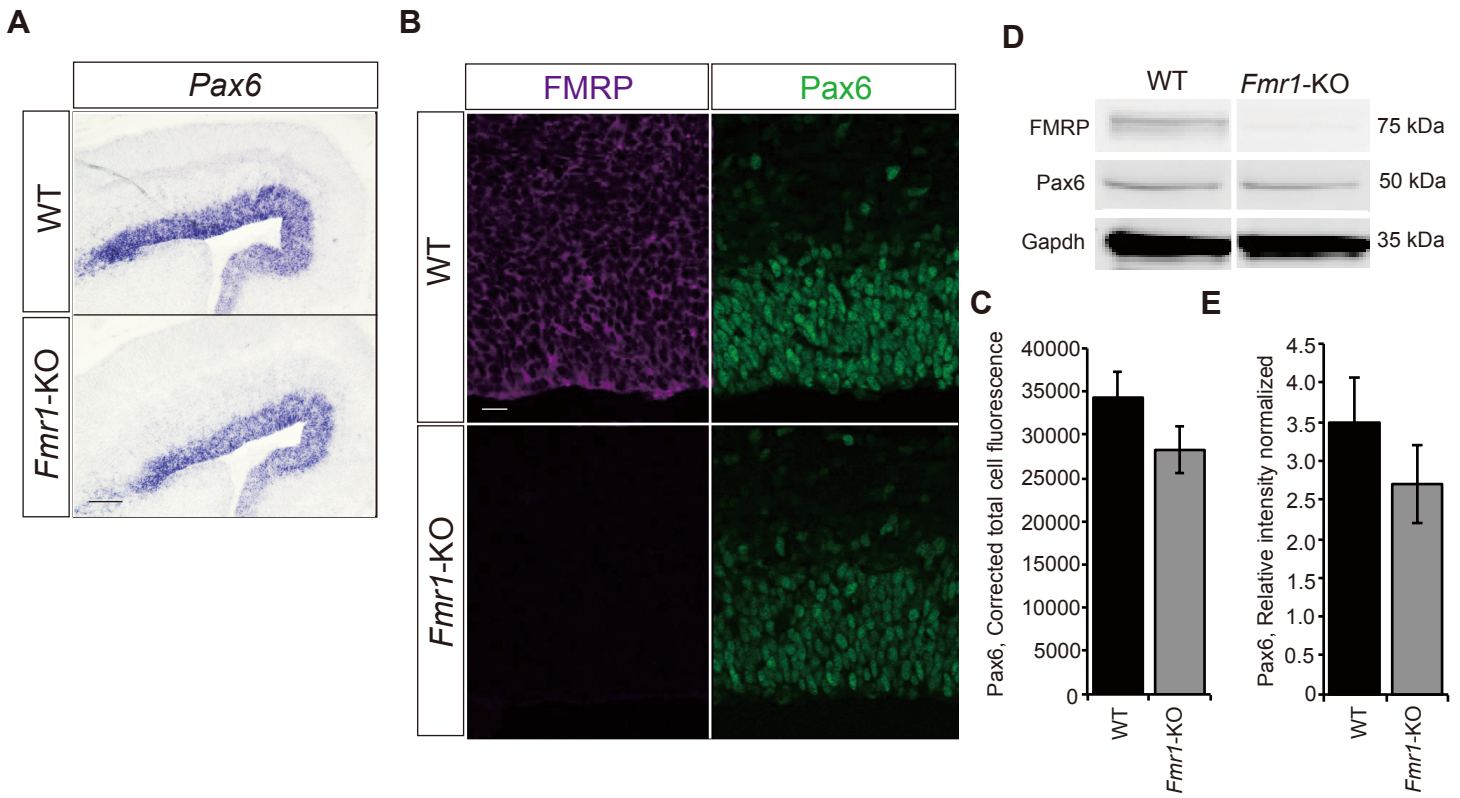 A
Pax6
WT
Fmr1-KO
B
FMRP
Pax6
WT
Fmr1-KO
D
WT
Fmr1-KO
FMRP
75 kDa
Pax6
50 kDa
Gapdh
35 kDa
C
Pax6, Corrected total cell fluorescence
40000
35000
30000
25000
20000
15000
10000
5000
0
WT
Fmr1-KO
E
Pax6, Relative intensity normalized
4.5
4.0
3.5
3.0
2.5
2.0
1.5
1.0
0.5
0
WT
Fmr1-KO